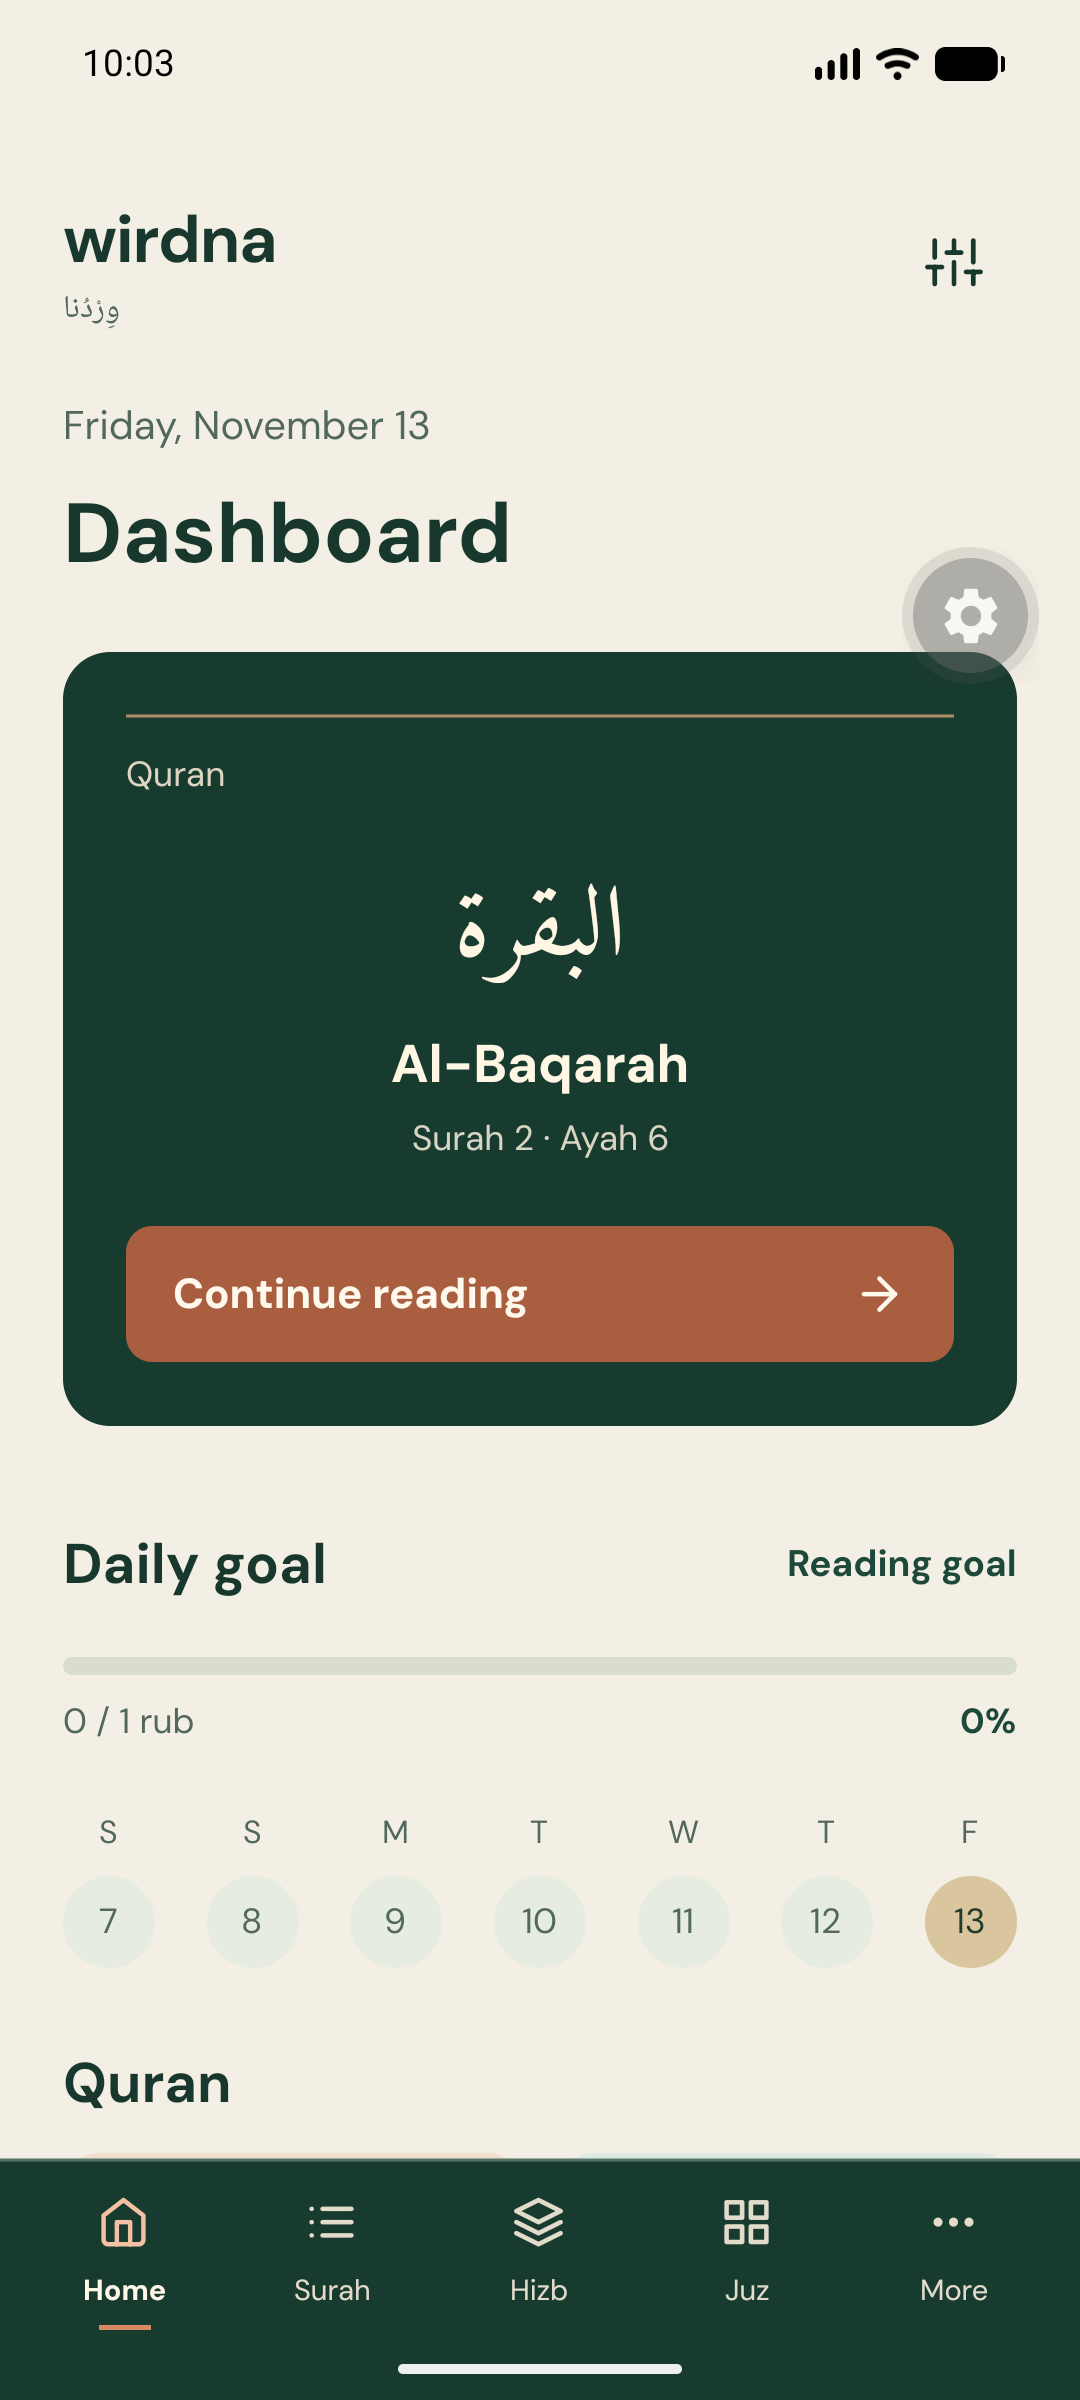 10:03
wirdna
وِرْدُنا
Friday, November 13
Dashboard
Quran
البقرة
Al-Baqarah
Surah 2 · Ayah 6
Continue reading
Daily goal
Reading goal
0 / 1 rub
0%
S S M T W T F
7 8 9 10 11 12 13
Quran
Home Surah Hizb Juz More